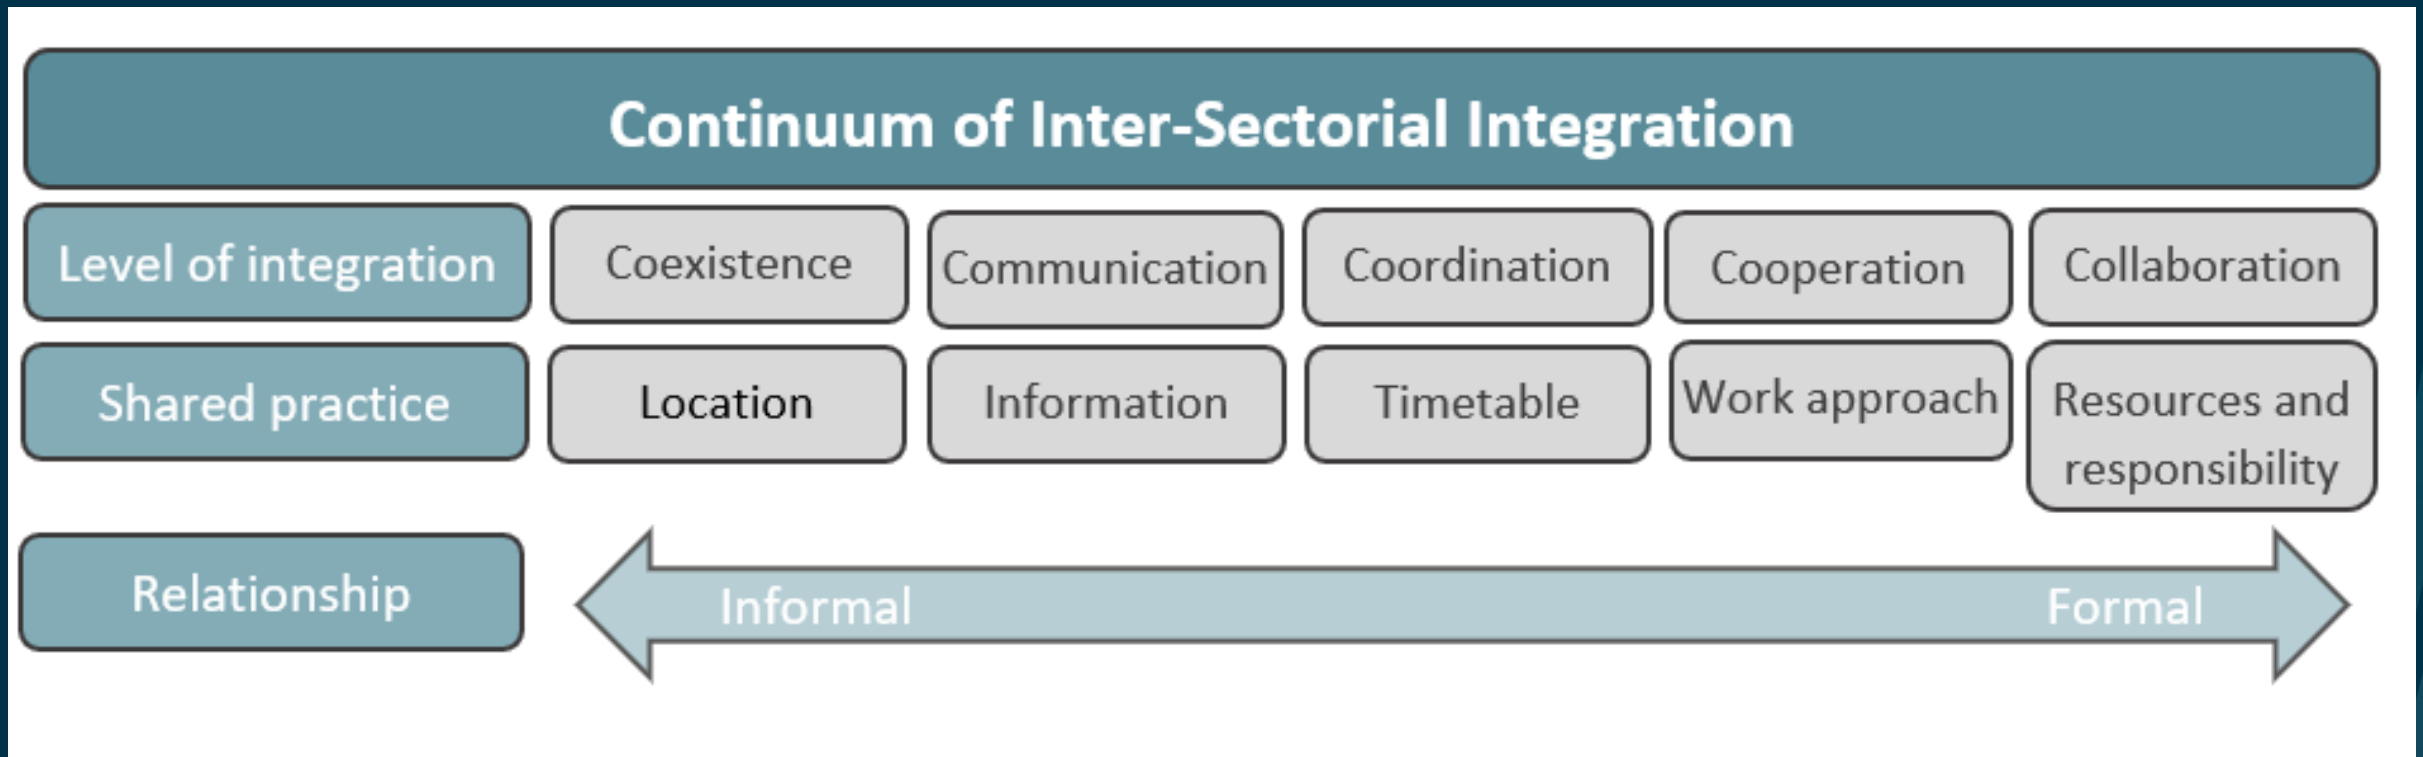 Continuum of Inter-Sectorial Integration
Level of integration
Coexistence
Communication
Coordination
Cooperation
Collaboration
Shared practice
Location
Information
Timetable
Work approach
Resources and
responsibility
Relationship
Informal
Formal